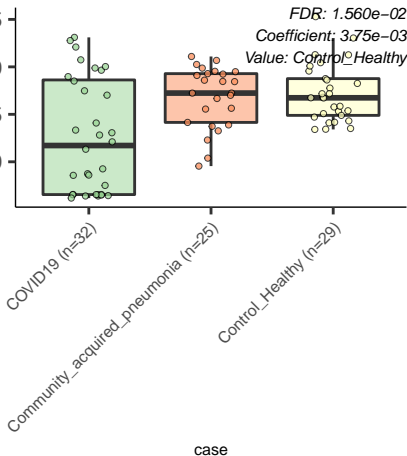 FDR: 1.560e−02
Coefficient: 3.75e−03
Value: Control_Healthy
COVID19 (n=32)
Community_acquired_pneumonia (n=25)
Control_Healthy (n=29)
case